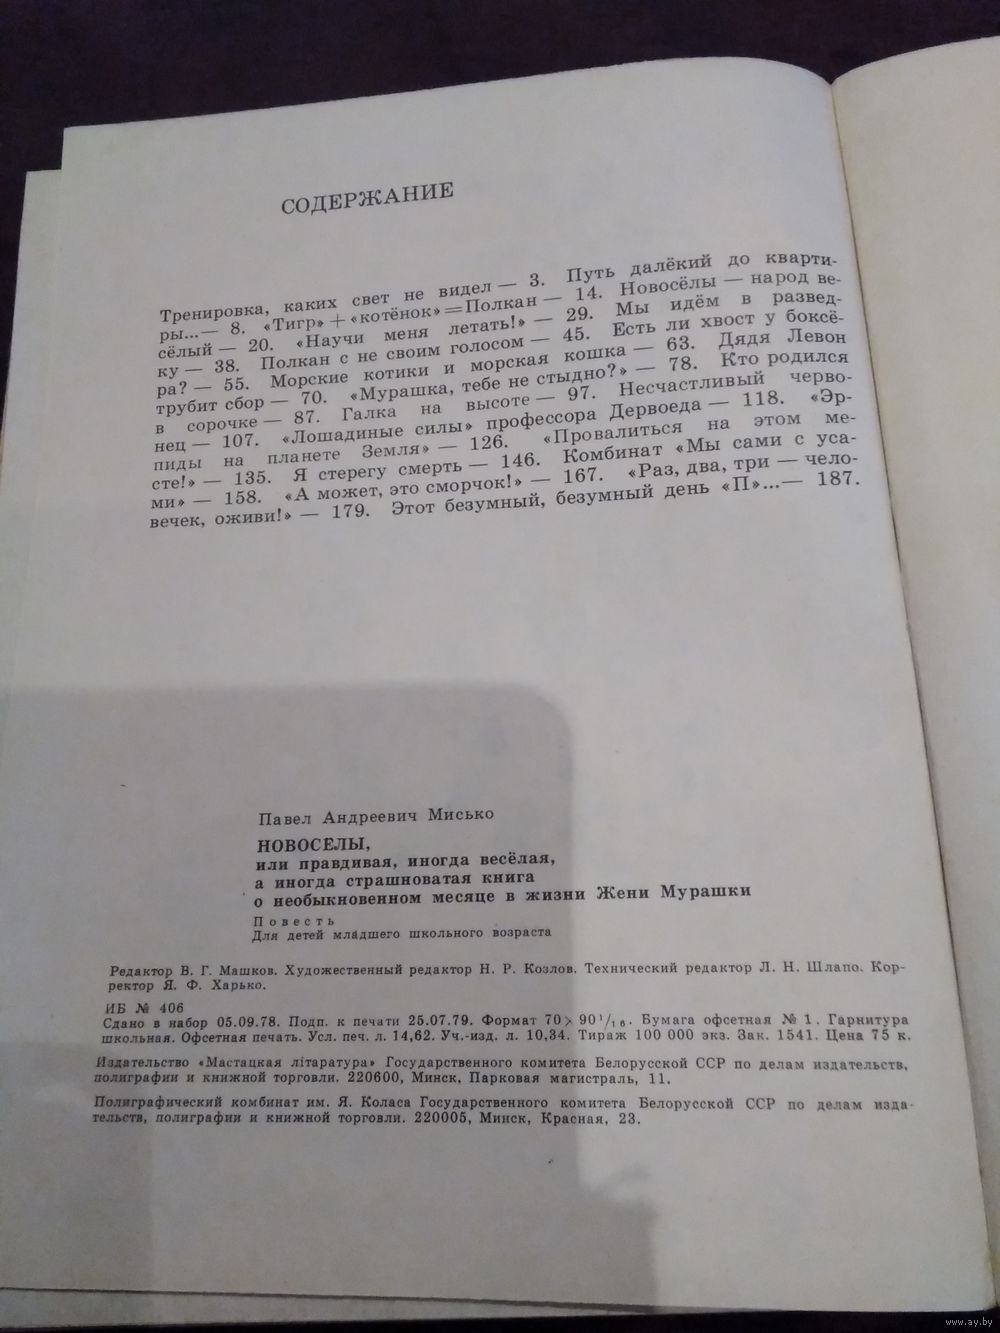 СОДЕРЖАНИЕ
Тренировка, каких свет не видел — 3. Путь далёкий до кварти-
ры... — 8. «Тигр» + «котёнок» = Полкан — 14. Новосёлы — народ ве-
сёлый — 20. «Научи меня летать!» — 29. Мы идём в развед-
ку — 38. Полкан с не своим голосом — 45. Есть ли хвост у боксё-
ра? — 55. Морские котики и морская кошка — 63. Дядя Левон
трубит сбор — 70. «Мурашка, тебе не стыдно?» — 78. Кто родился
в сорочке — 87. Галка на высоте — 97. Несчастливый черво-
нец — 107. «Лошадиные силы» профессора Дервоеда — 118. «Эр-
пиды на планете Земля» — 126. «Провалиться на этом ме-
сте!» — 135. Я стерегу смерть — 146. Комбинат «Мы сами с уса-
ми» — 158. «А может, это сморчок!» — 167. «Раз, два, три — чело-
вечек, оживи!» — 179. Этот безумный, безумный день «П»... — 187.
Павел Андреевич Мисько
НОВОСЕЛЫ,
или правдивая, иногда весёлая,
а иногда страшноватая книга
о необыкновенном месяце в жизни Жени Мурашки
Повесть
Для детей младшего школьного возраста
Редактор В. Г. Машков. Художественный редактор Н. Р. Козлов. Технический редактор Л. Н. Шлапо. Кор-
ректор Я. Ф. Харько.
ИБ № 406
Сдано в набор 05.09.78. Подп. к печати 25.07.79. Формат 70×90 1/16. Бумага офсетная № 1. Гарнитура
школьная. Офсетная печать. Усл. печ. л. 14,62. Уч.-изд. л. 10,34. Тираж 100 000 экз. Зак. 1541. Цена 75 к.
Издательство «Мастацкая літаратура» Государственного комитета Белорусской ССР по делам издательств,
полиграфии и книжной торговли. 220600, Минск, Парковая магистраль, 11.
Полиграфический комбинат им. Я. Коласа Государственного комитета Белорусской ССР по делам изда-
тельств, полиграфии и книжной торговли. 220005, Минск, Красная, 23.
www.ay.by